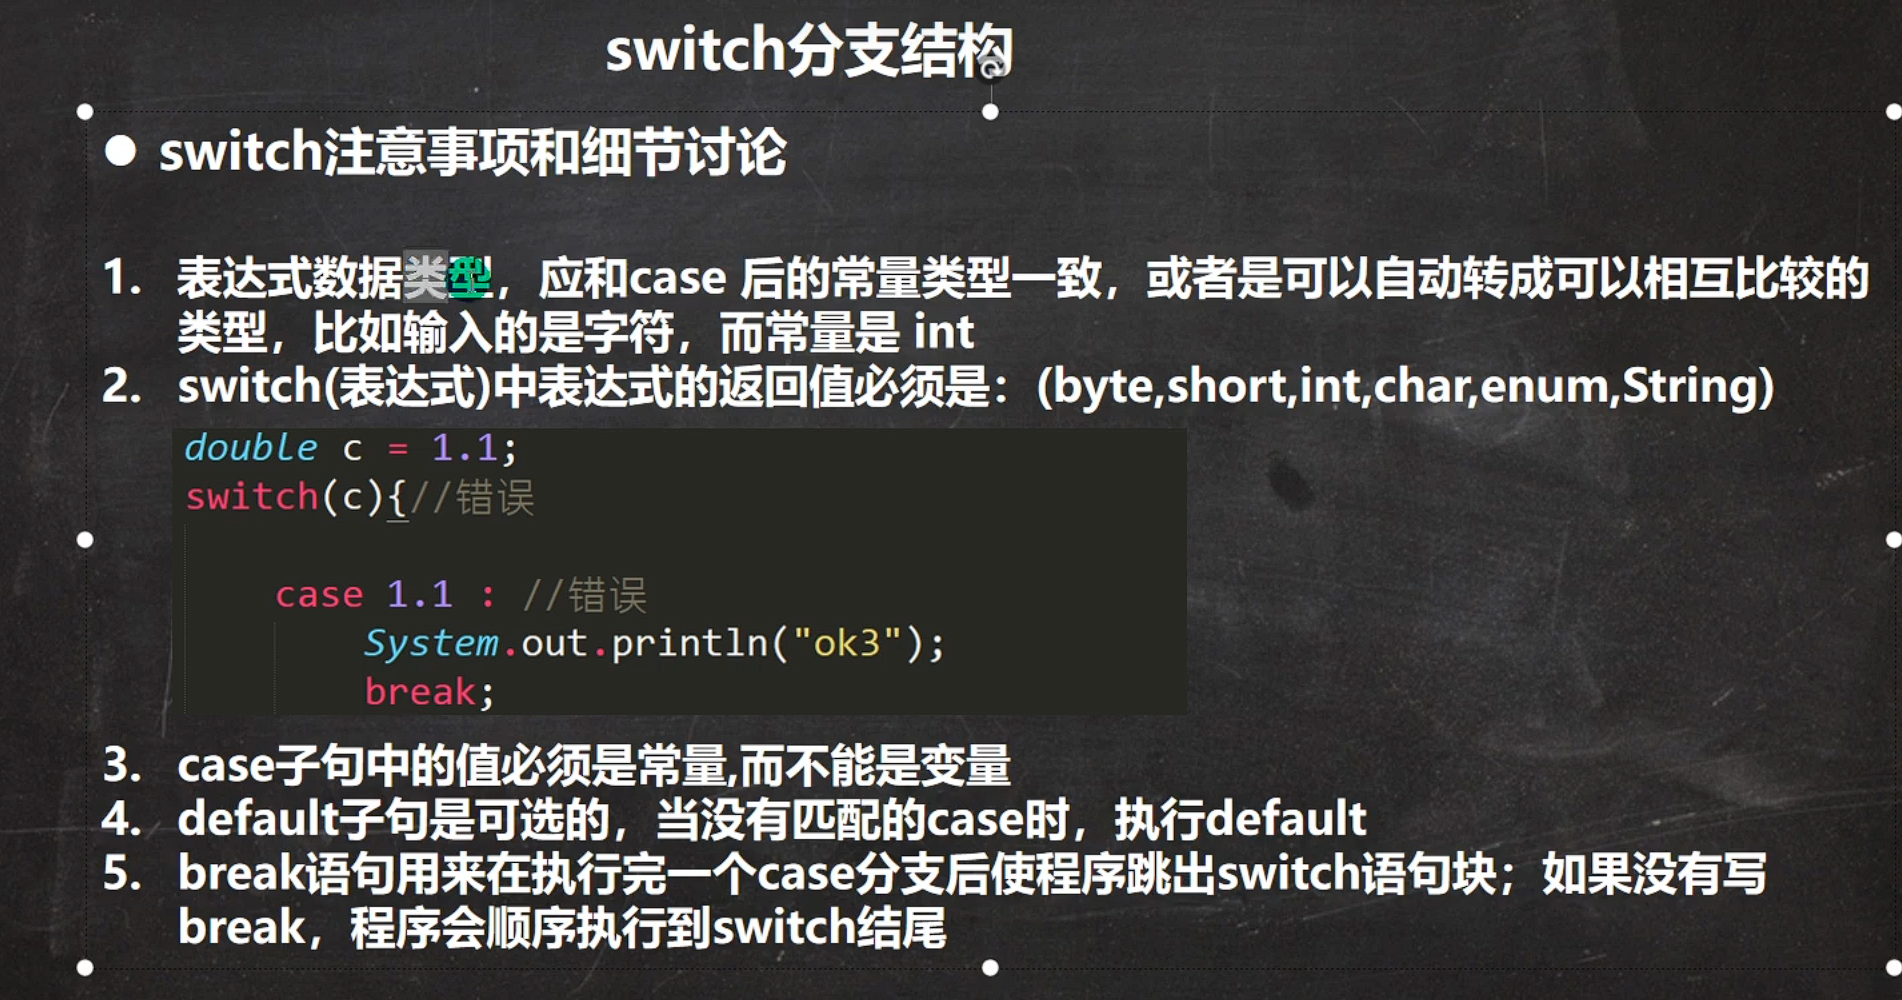 switch分支结构
● switch注意事项和细节讨论
1. 表达式数据类型，应和case 后的常量类型一致，或者是可以自动转成可以相互比较的
类型，比如输入的是字符，而常量是 int
2. switch(表达式)中表达式的返回值必须是：(byte,short,int,char,enum,String)
double c = 1.1;
switch(c){//错误
case 1.1 : //错误
System.out.println("ok3");
break;
3. case子句中的值必须是常量,而不能是变量
4. default子句是可选的，当没有匹配的case时，执行default
5. break语句用来在执行完一个case分支后使程序跳出switch语句块；如果没有写
break，程序会顺序执行到switch结尾